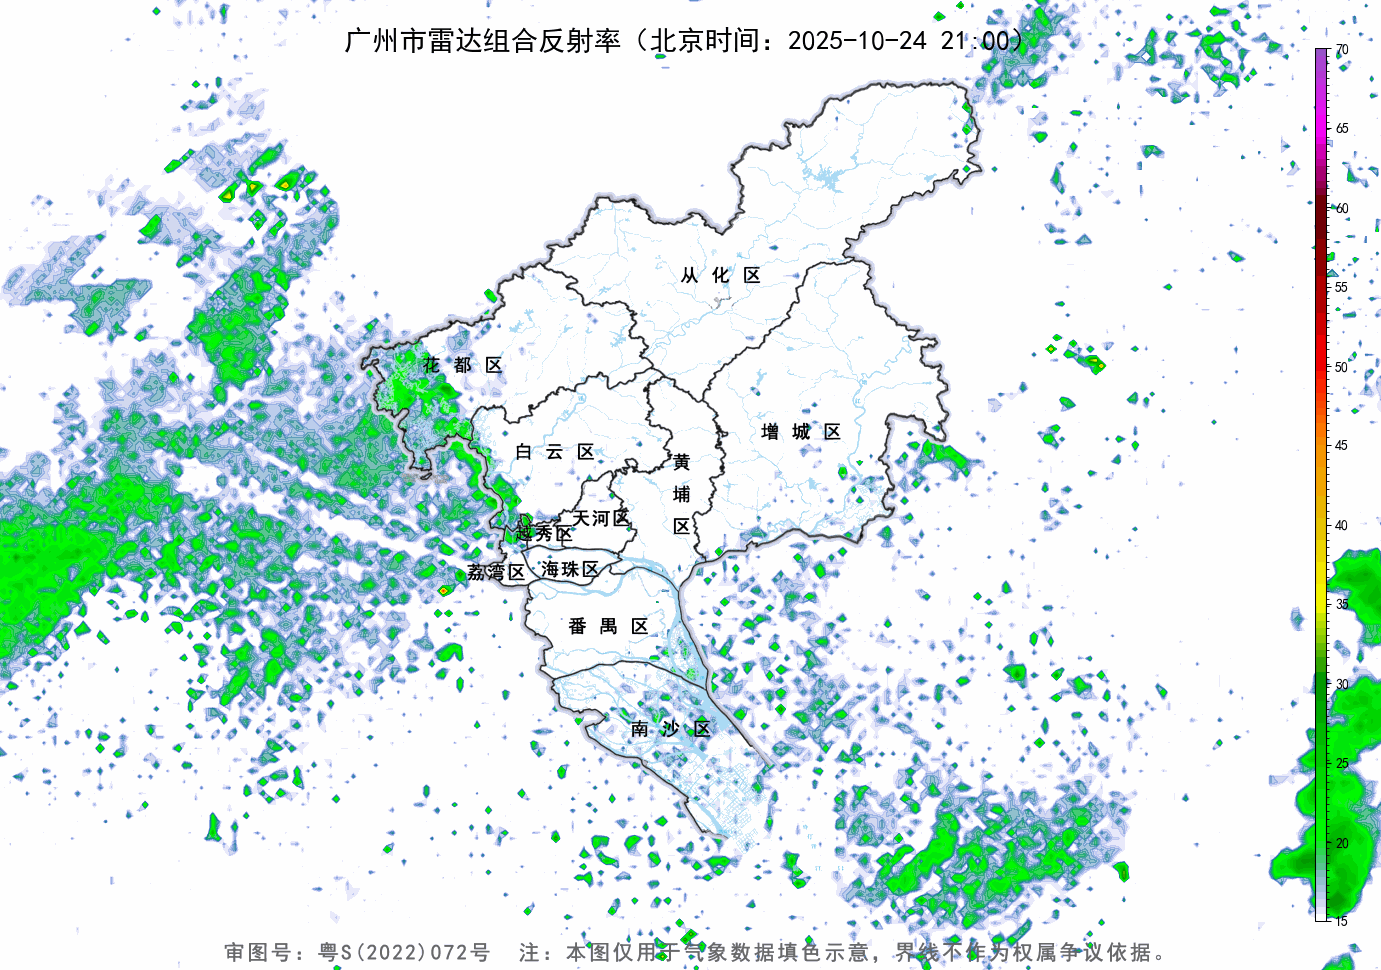 广州市雷达组合反射率（北京时间：2025-10-24 21:00）
70
65
60
55
50
45
40
35
30
25
20
15
从化区
花都区
增城区
白云区
黄埔区
天河区
越秀区
荔湾区
海珠区
番禺区
南沙区
审图号：粤S(2022)072号 注：本图仅用于气象数据填色示意，界线不作为权属争议依据。